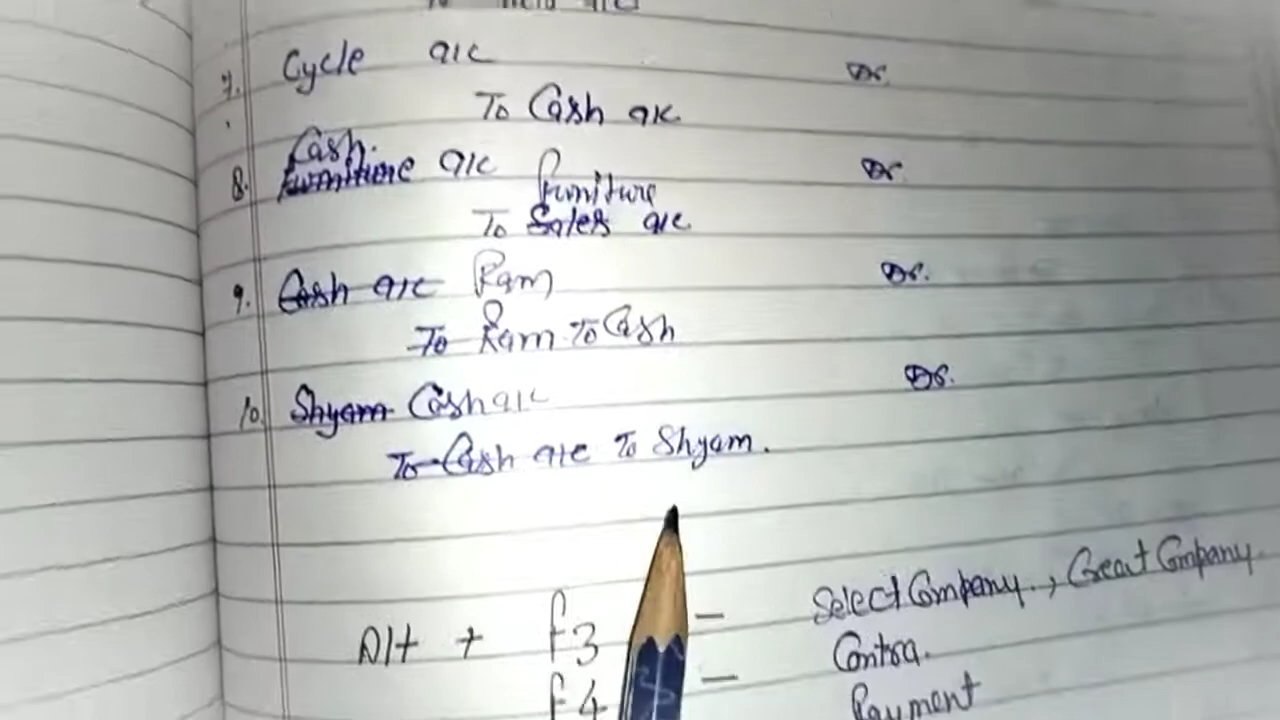 7. Cycle a/c Dr.
To Cash a/c
Cash.
8. Furniture a/c Dr.
Furniture
To Sales a/c
9. Cash a/c Ram Dr.
To Ram To Cash
10. Shyam Cash a/c Dr.
To Cash a/c To Shyam.
Alt + f3 — Select Company, Creat Company
f4 — Contra.
Payment